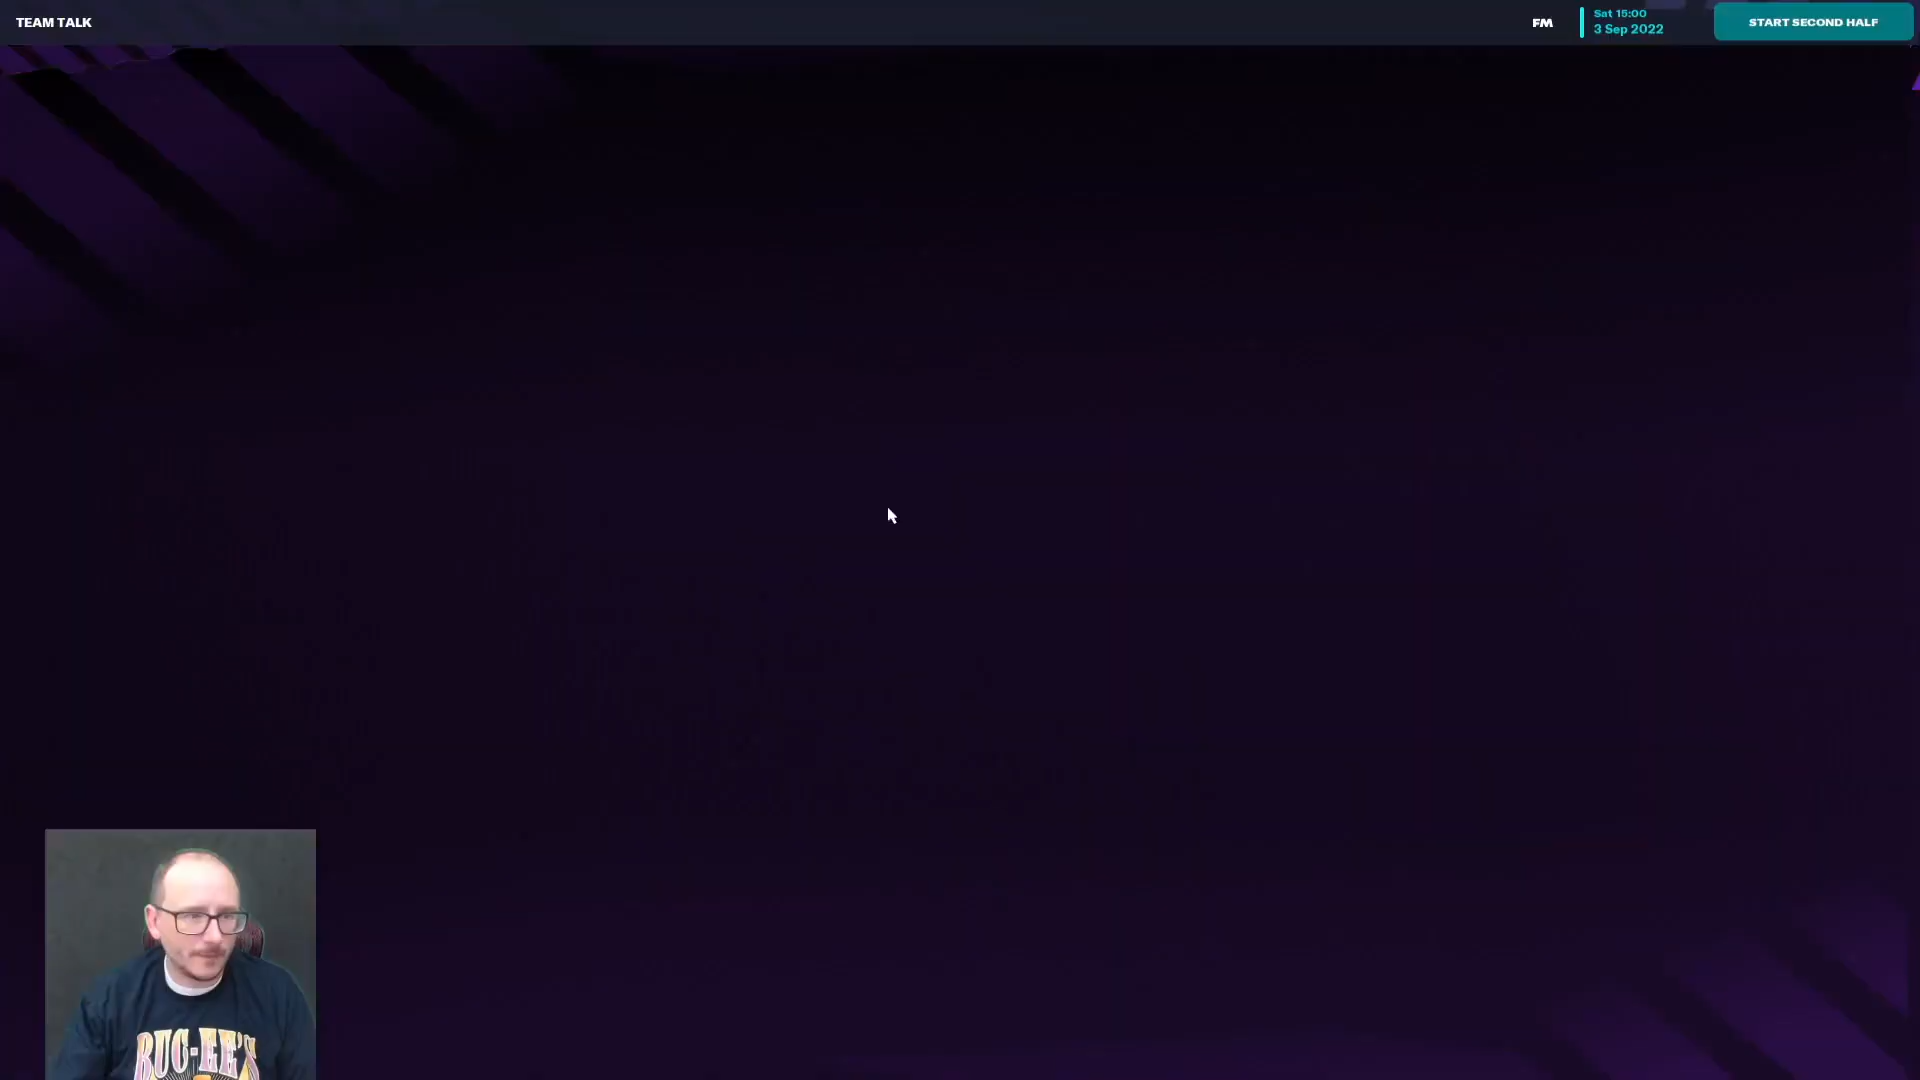 TEAM TALK
FM
Sat 15:00
3 Sep 2022
START SECOND HALF
BUC-EE'S